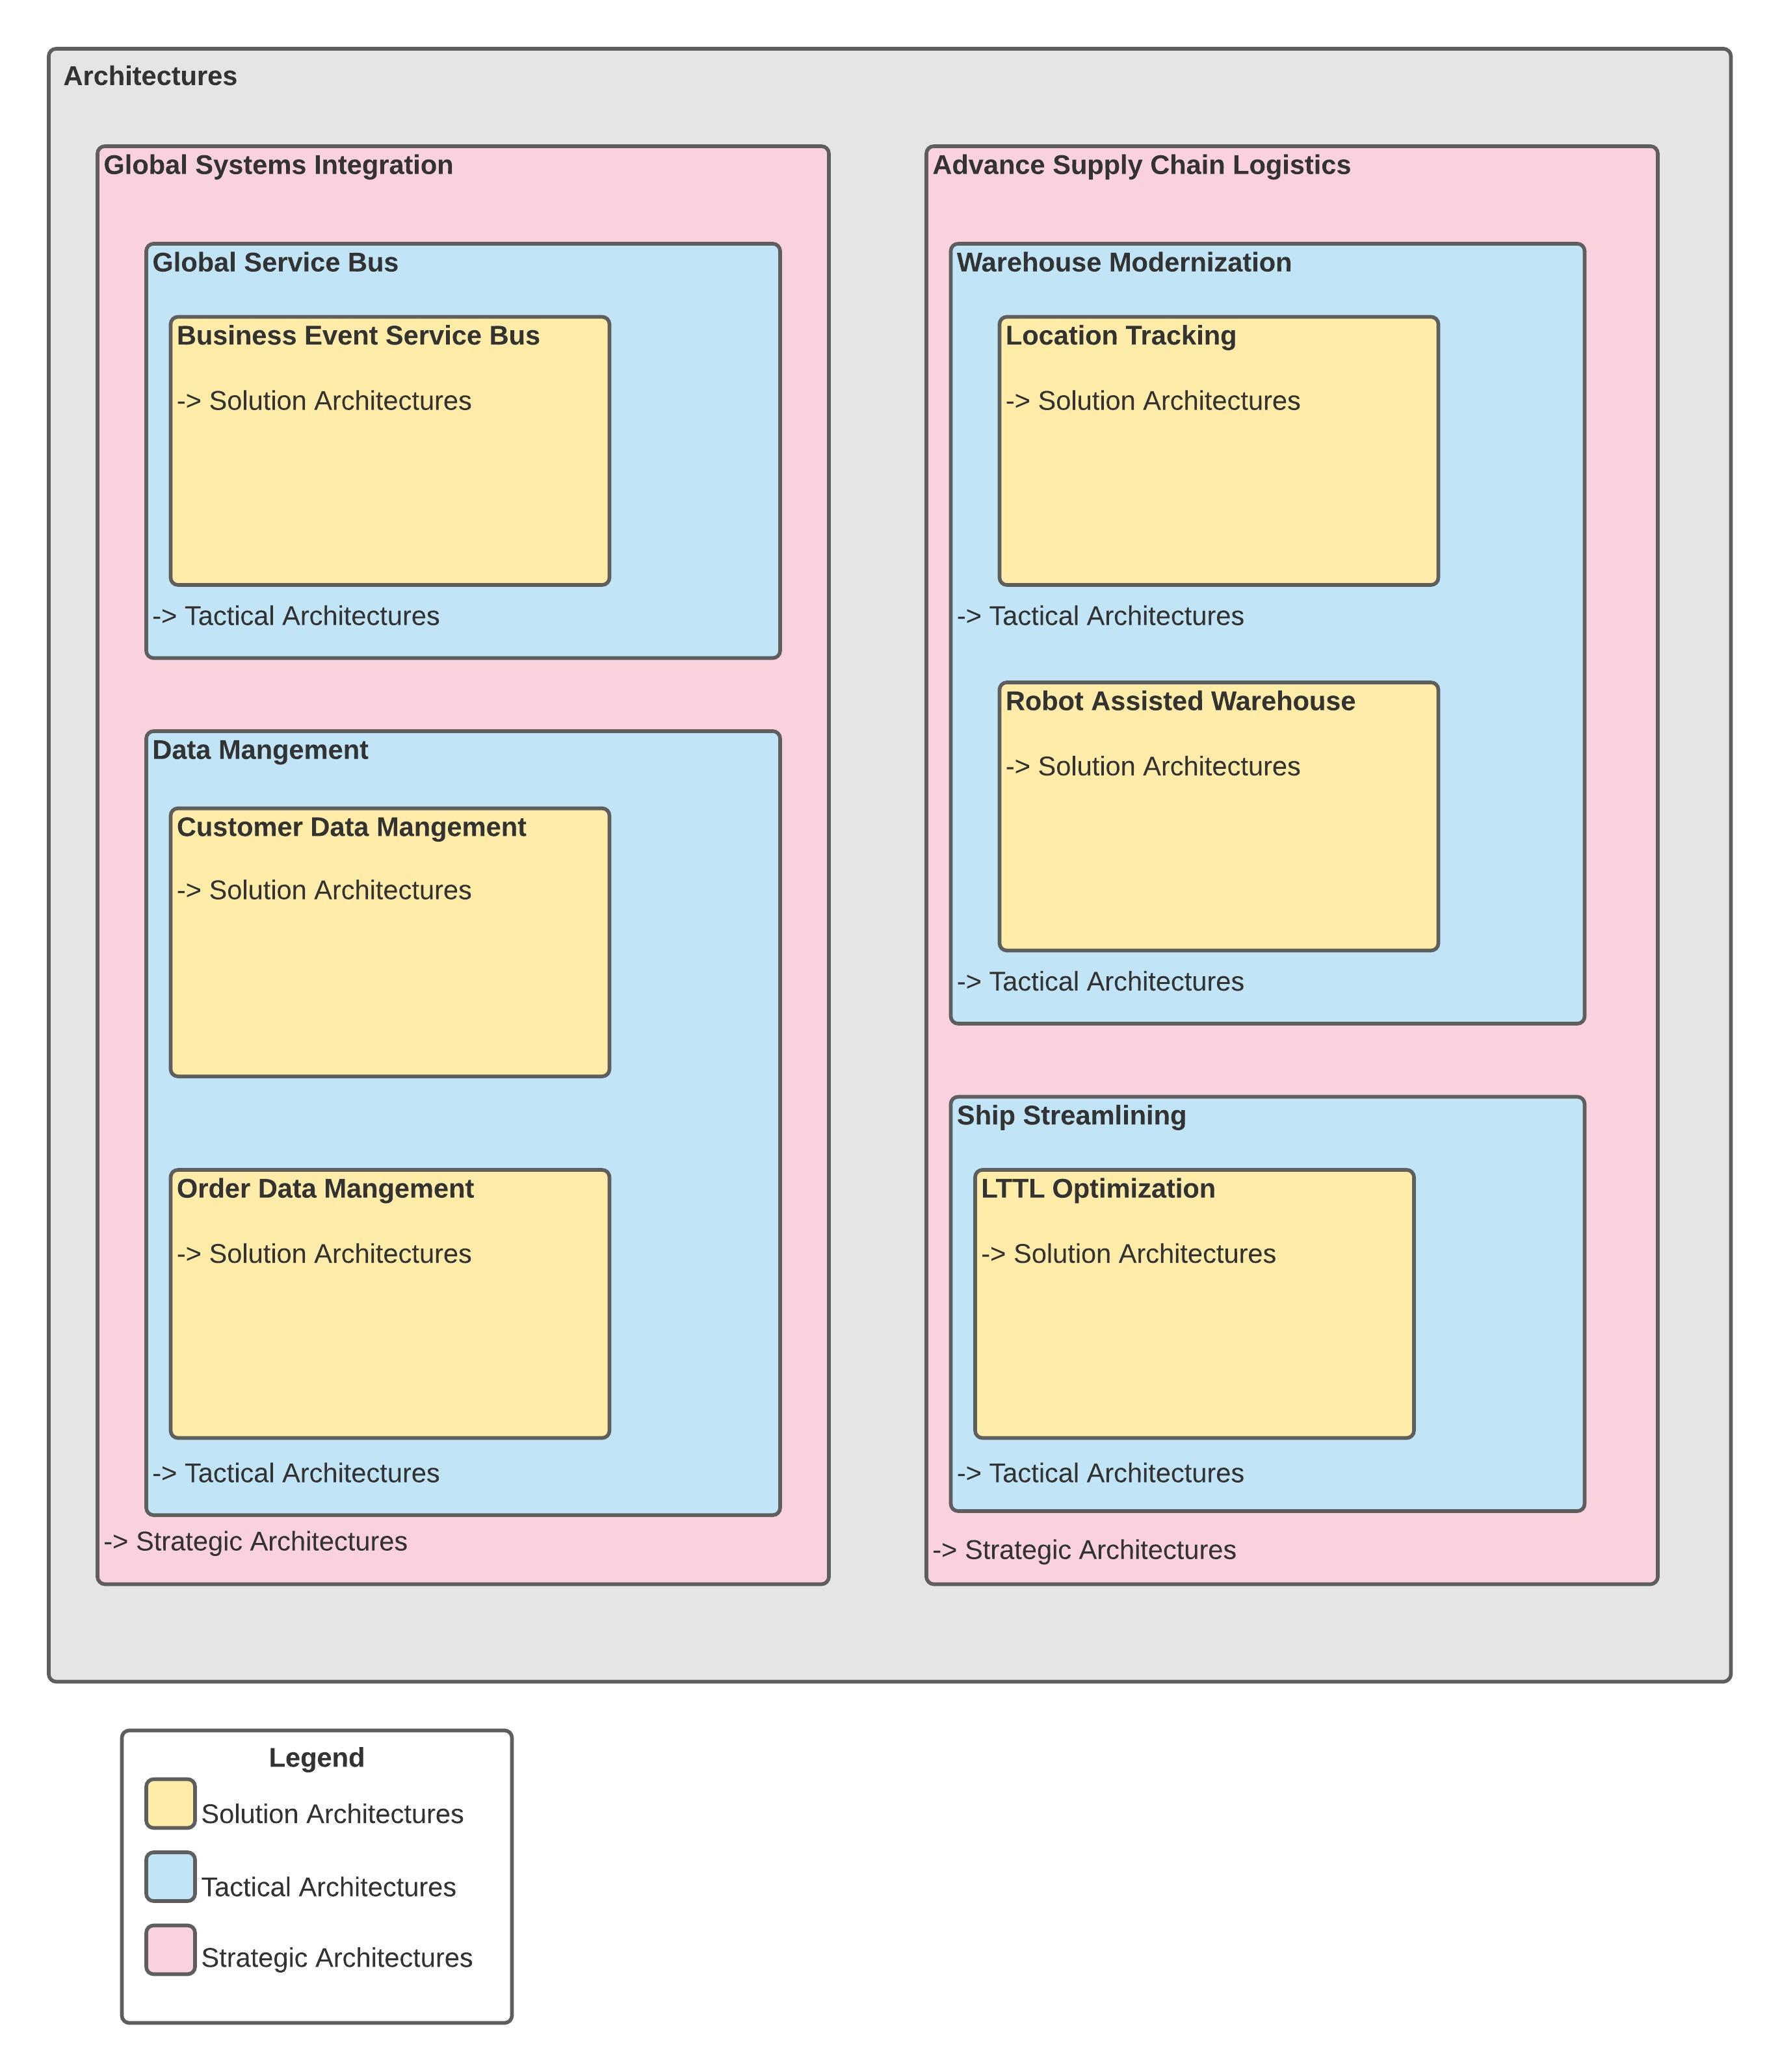 Architectures
Global Systems Integration
Global Service Bus
Business Event Service Bus
-> Solution Architectures
-> Tactical Architectures
Data Mangement
Customer Data Mangement
-> Solution Architectures
Order Data Mangement
-> Solution Architectures
-> Tactical Architectures
-> Strategic Architectures
Advance Supply Chain Logistics
Warehouse Modernization
Location Tracking
-> Solution Architectures
-> Tactical Architectures
Robot Assisted Warehouse
-> Solution Architectures
-> Tactical Architectures
Ship Streamlining
LTTL Optimization
-> Solution Architectures
-> Tactical Architectures
-> Strategic Architectures
Legend
Solution Architectures
Tactical Architectures
Strategic Architectures